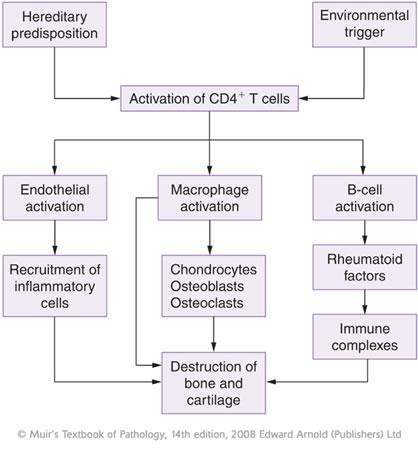 Hereditary
predisposition
Environmental
trigger
Activation of CD4⁺ T cells
Endothelial
activation
Macrophage
activation
B-cell
activation
Recruitment of
inflammatory
cells
Chondrocytes
Osteoblasts
Osteoclasts
Rheumatoid
factors
Immune
complexes
Destruction of
bone and
cartilage
© Muir's Textbook of Pathology, 14th edition, 2008 Edward Arnold (Publishers) Ltd